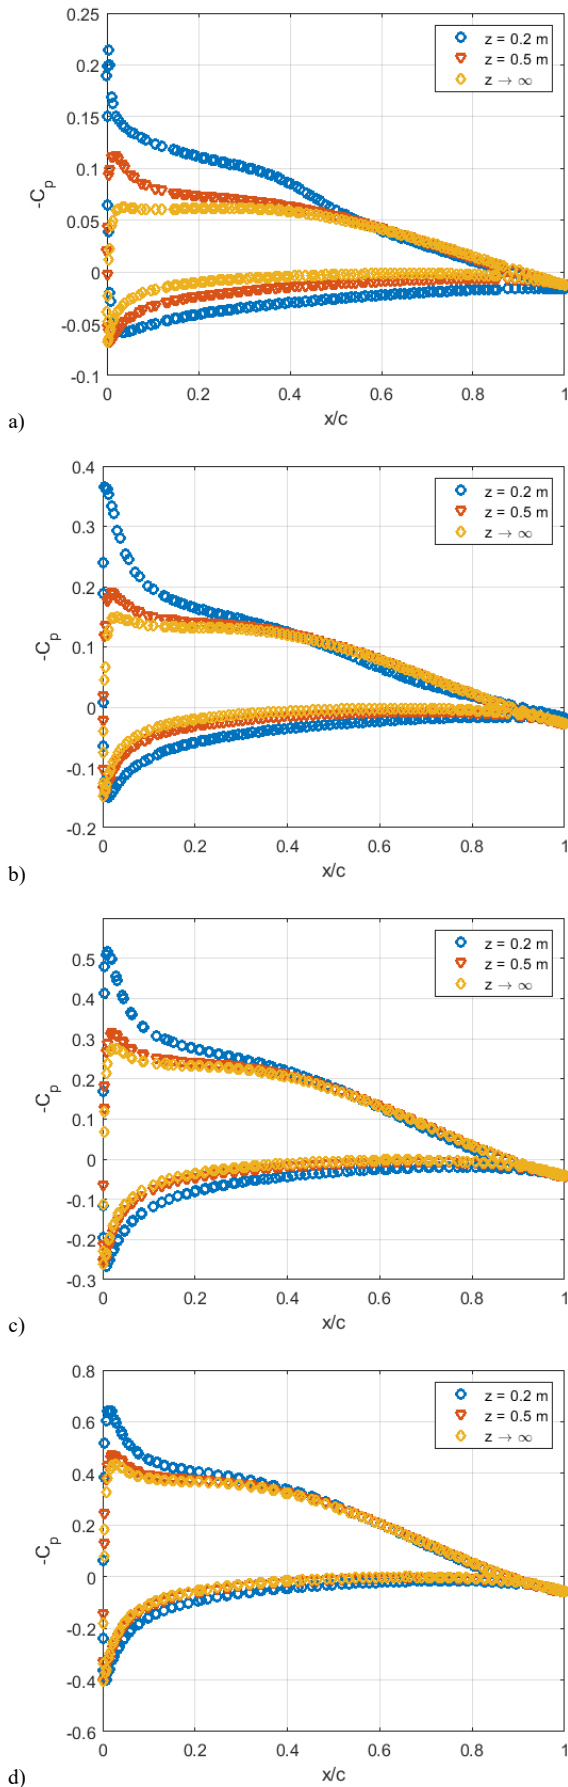 0.25
0.2
0.15
0.1
0.05
0
-0.05
-0.1
-Cp
z = 0.2 m
z = 0.5 m
z → ∞
0 0.2 0.4 0.6 0.8 1
x/c
a)
0.4
0.3
0.2
0.1
0
-0.1
-0.2
-Cp
z = 0.2 m
z = 0.5 m
z → ∞
0 0.2 0.4 0.6 0.8 1
x/c
b)
0.5
0.4
0.3
0.2
0.1
0
-0.1
-0.2
-0.3
-Cp
z = 0.2 m
z = 0.5 m
z → ∞
0 0.2 0.4 0.6 0.8 1
x/c
c)
0.8
0.6
0.4
0.2
0
-0.2
-0.4
-0.6
-Cp
z = 0.2 m
z = 0.5 m
z → ∞
0 0.2 0.4 0.6 0.8 1
x/c
d)